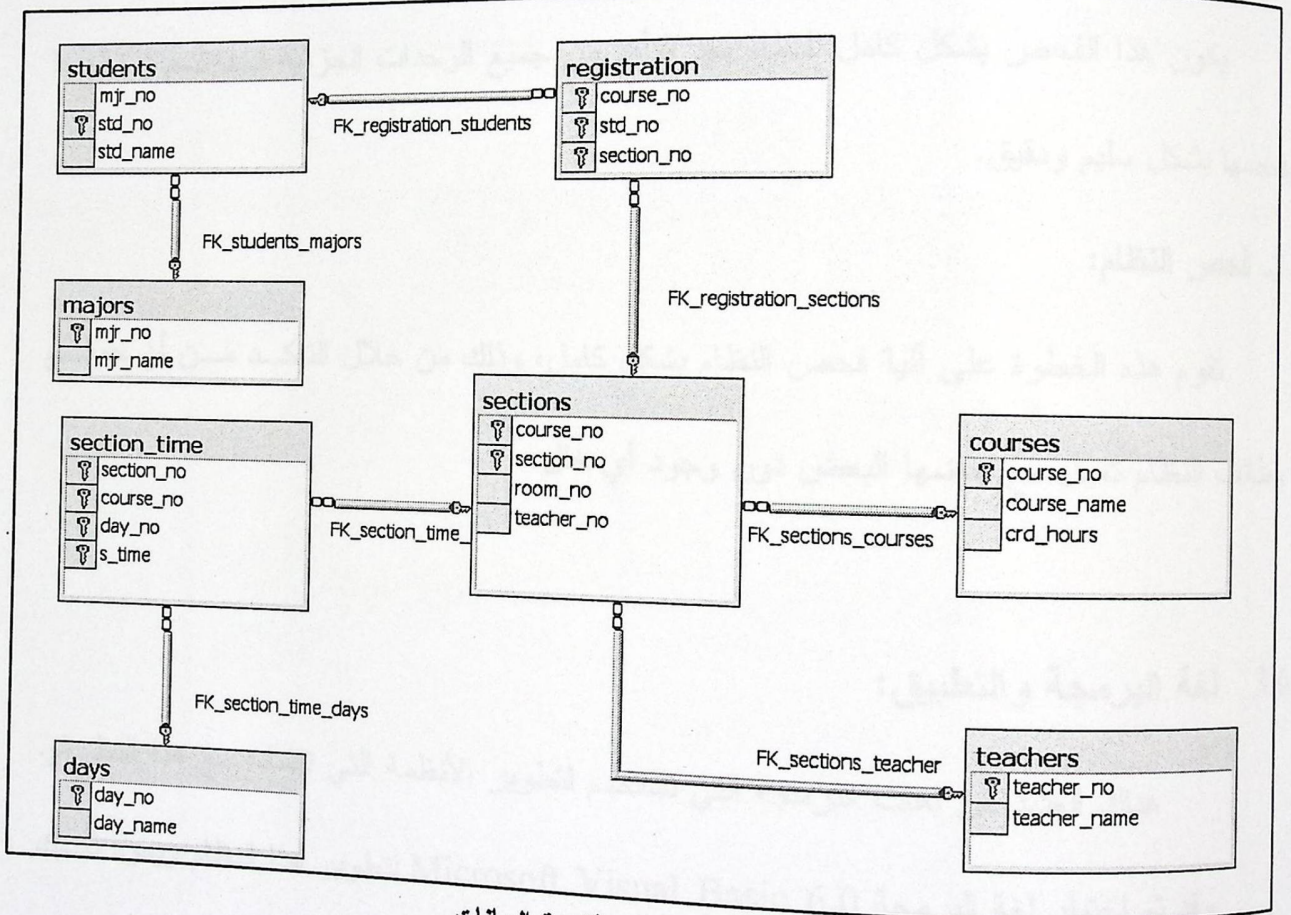 students
mjr_no
std_no
std_name
registration
course_no
std_no
section_no
FK_registration_students
FK_students_majors
majors
mjr_no
mjr_name
FK_registration_sections
sections
course_no
section_no
room_no
teacher_no
section_time
section_no
course_no
day_no
s_time
FK_section_time_
courses
course_no
course_name
crd_hours
FK_sections_courses
FK_section_time_days
days
day_no
day_name
FK_sections_teacher
teachers
teacher_no
teacher_name